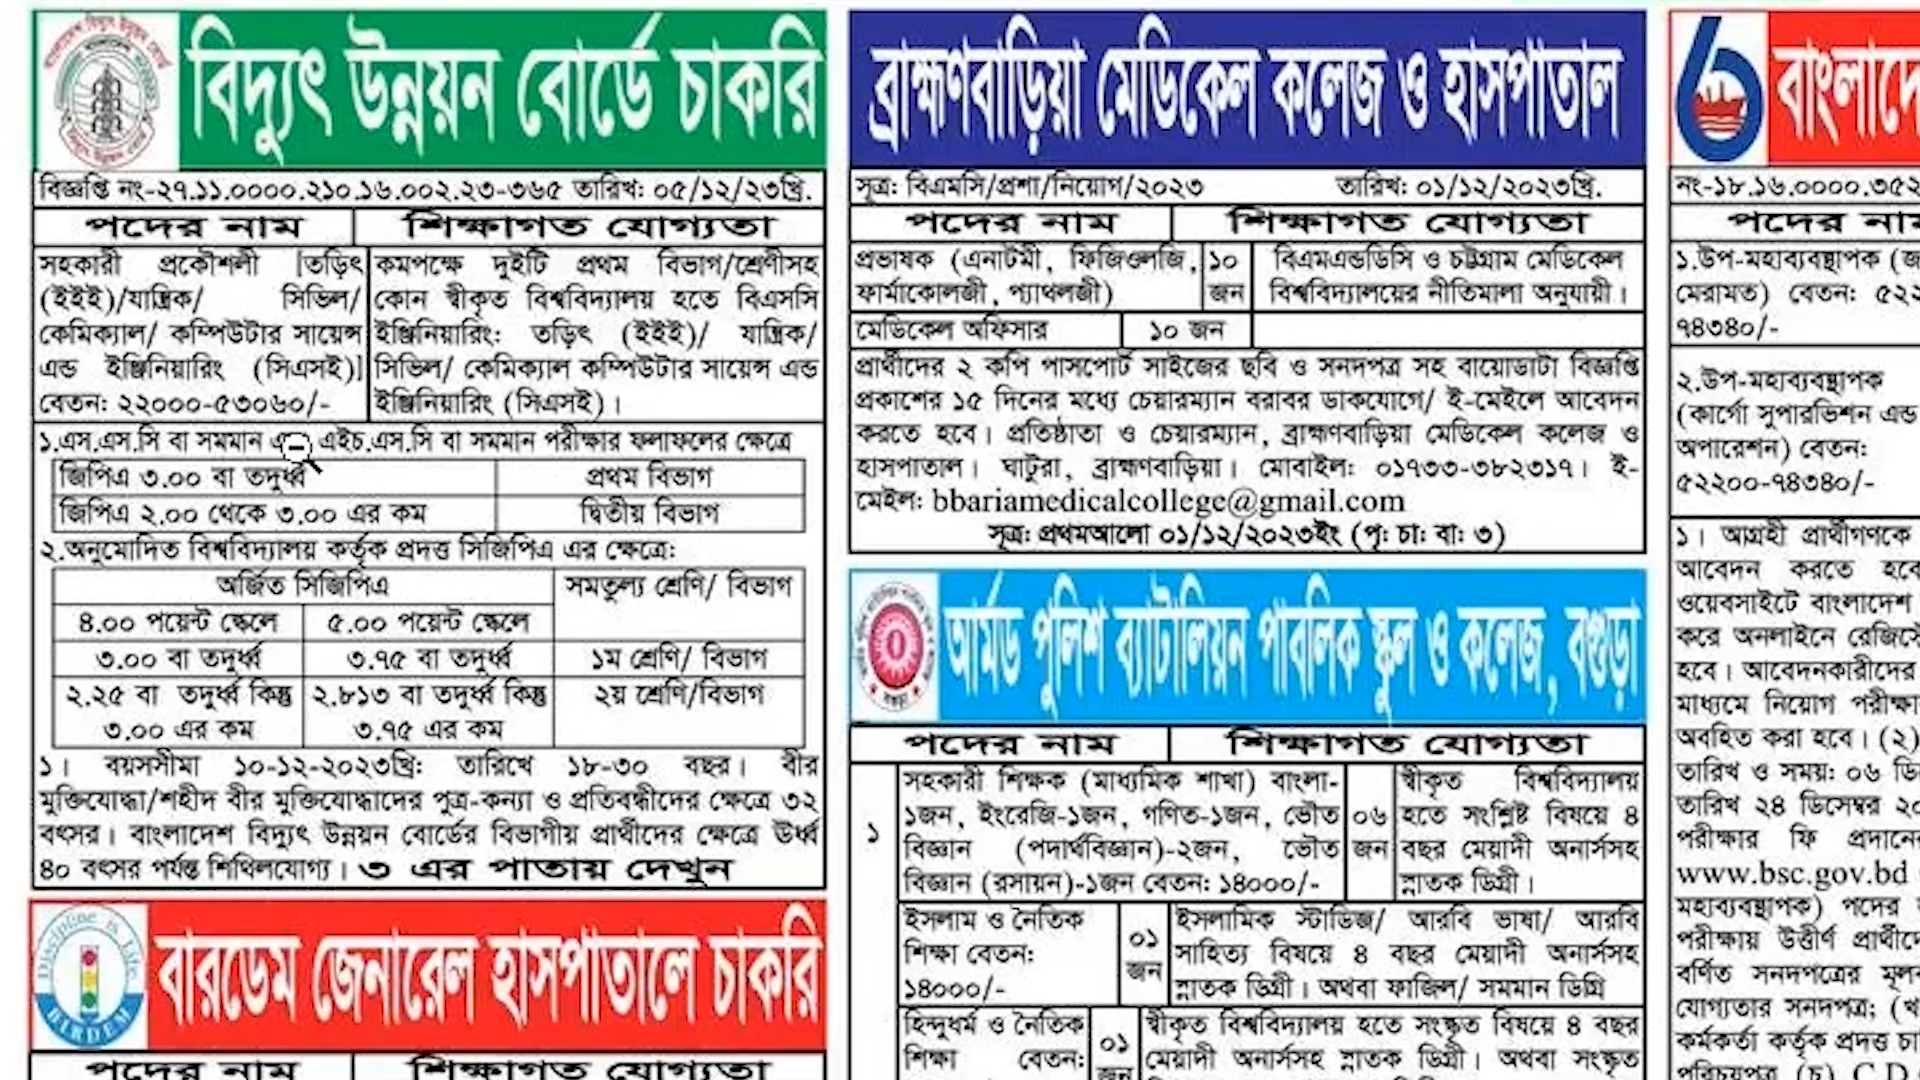 বিদ্যুৎ উন্নয়ন বোর্ডে চাকরি
বিজ্ঞপ্তি নং-২৭.১১.০০০০.২১০.১৬.০০২.২৩-৩৬৫ তারিখ: ০৫/১২/২৩খ্রি.
পদের নাম শিক্ষাগত যোগ্যতা
সহকারী প্রকৌশলী [তড়িৎ
(ইইই)/যান্ত্রিক/ সিভিল/
কেমিক্যাল/ কম্পিউটার সায়েন্স
এন্ড ইঞ্জিনিয়ারিং (সিএসই)]
বেতন: ২২০০০-৫৩০৬০/-
কমপক্ষে দুইটি প্রথম বিভাগ/শ্রেণীসহ
কোন স্বীকৃত বিশ্ববিদ্যালয় হতে বিএসসি
ইঞ্জিনিয়ারিং: তড়িৎ (ইইই)/ যান্ত্রিক/
সিভিল/ কেমিক্যাল কম্পিউটার সায়েন্স এন্ড
ইঞ্জিনিয়ারিং (সিএসই)।
১.এস.এস.সি বা সমমান এইচ.এস.সি বা সমমান পরীক্ষার ফলাফলের ক্ষেত্রে
জিপিএ ৩.০০ বা তদুর্ধ্ব প্রথম বিভাগ
জিপিএ ২.০০ থেকে ৩.০০ এর কম দ্বিতীয় বিভাগ
২.অনুমোদিত বিশ্ববিদ্যালয় কর্তৃক প্রদত্ত সিজিপিএ এর ক্ষেত্রে:
অর্জিত সিজিপিএ সমতুল্য শ্রেণি/ বিভাগ
৪.০০ পয়েন্ট স্কেলে ৫.০০ পয়েন্ট স্কেলে
৩.০০ বা তদুর্ধ্ব ৩.৭৫ বা তদুর্ধ্ব ১ম শ্রেণি/ বিভাগ
২.২৫ বা তদুর্ধ্ব কিন্তু ২.৮১৩ বা তদুর্ধ্ব কিন্তু ২য় শ্রেণি/বিভাগ
৩.০০ এর কম ৩.৭৫ এর কম
১। বয়সসীমা ১০-১২-২০২৩খ্রি: তারিখে ১৮-৩০ বছর। বীর
মুক্তিযোদ্ধা/শহীদ বীর মুক্তিযোদ্ধাদের পুত্র-কন্যা ও প্রতিবন্ধীদের ক্ষেত্রে ৩২
বৎসর। বাংলাদেশ বিদ্যুৎ উন্নয়ন বোর্ডের বিভাগীয় প্রার্থীদের ক্ষেত্রে ঊর্ধ্ব
৪০ বৎসর পর্যন্ত শিথিলযোগ্য। ৩ এর পাতায় দেখুন
Discipline is Life
BIRDEM
বারডেম জেনারেল হাসপাতালে চাকরি
পদের নাম শিক্ষাগত যোগ্যতা
ব্রাহ্মণবাড়িয়া মেডিকেল কলেজ ও হাসপাতাল
সূত্র: বিএমসি/প্রশা/নিয়োগ/২০২৩ তারিখ: ০১/১২/২০২৩খ্রি.
পদের নাম শিক্ষাগত যোগ্যতা
প্রভাষক (এনাটমী, ফিজিওলজি, ১০ বিএমএন্ডডিসি ও চট্টগ্রাম মেডিকেল
ফার্মাকোলজী, প্যাথলজী) জন বিশ্ববিদ্যালয়ের নীতিমালা অনুযায়ী।
মেডিকেল অফিসার ১০ জন
প্রার্থীদের ২ কপি পাসপোর্ট সাইজের ছবি ও সনদপত্র সহ বায়োডাটা বিজ্ঞপ্তি
প্রকাশের ১৫ দিনের মধ্যে চেয়ারম্যান বরাবর ডাকযোগে/ ই-মেইলে আবেদন
করতে হবে। প্রতিষ্ঠাতা ও চেয়ারম্যান, ব্রাহ্মণবাড়িয়া মেডিকেল কলেজ ও
হাসপাতাল। ঘাটুরা, ব্রাহ্মণবাড়িয়া। মোবাইল: ০১৭৩৩-৩৮২৩১৭। ই-
মেইল: bbariamedicalcollege@gmail.com
সূত্র: প্রথমআলো ০১/১২/২০২৩ইং (পৃ: চা: বা: ৩)
আর্মড পুলিশ ব্যাটালিয়ন পাবলিক স্কুল ও কলেজ, বগুড়া
পদের নাম শিক্ষাগত যোগ্যতা
১
সহকারী শিক্ষক (মাধ্যমিক শাখা) বাংলা-
১জন, ইংরেজি-১জন, গণিত-১জন, ভৌত
বিজ্ঞান (পদার্থবিজ্ঞান)-২জন, ভৌত
বিজ্ঞান (রসায়ন)-১জন বেতন: ১৪০০০/-
০৬
জন
স্বীকৃত বিশ্ববিদ্যালয়
হতে সংশ্লিষ্ট বিষয়ে ৪
বছর মেয়াদী অনার্সসহ
স্নাতক ডিগ্রী।
ইসলাম ও নৈতিক
শিক্ষা বেতন:
১৪০০০/-
০১
জন
ইসলামিক স্টাডিজ/ আরবি ভাষা/ আরবি
সাহিত্য বিষয়ে ৪ বছর মেয়াদী অনার্সসহ
স্নাতক ডিগ্রী। অথবা ফাজিল/ সমমান ডিগ্রি
হিন্দুধর্ম ও নৈতিক
শিক্ষা বেতন:
০১
জন
স্বীকৃত বিশ্ববিদ্যালয় হতে সংস্কৃত বিষয়ে ৪ বছর
মেয়াদী অনার্সসহ স্নাতক ডিগ্রী। অথবা সংস্কৃত
বাংলাদে
নং-১৮.১৬.০০০০.৩৫২
পদের নাম
১.উপ-মহাব্যবস্থাপক (জ
মেরামত) বেতন: ৫২২
৭৪৩৪০/-
২.উপ-মহাব্যবস্থাপক
(কার্গো সুপারভিশন এন্ড
অপারেশন) বেতন:
৫২২০০-৭৪৩৪০/-
১। আগ্রহী প্রার্থীগণকে
আবেদন করতে হবে
ওয়েবসাইটে বাংলাদেশ
করে অনলাইনে রেজিস্ট্রে
হবে। আবেদনকারীদের
মাধ্যমে নিয়োগ পরীক্ষা
অবহিত করা হবে। (২)
তারিখ ও সময়: ০৬ ডি
তারিখ ২৪ ডিসেম্বর ২০
পরীক্ষার ফি প্রদানে
www.bsc.gov.bd
মহাব্যবস্থাপক) পদের
পরীক্ষায় উত্তীর্ণ প্রার্থীদে
বর্ণিত সনদপত্রের মূল
যোগ্যতার সনদপত্র; (খ
কর্মকর্তা কর্তৃক প্রদত্ত চা
পরিচয়পত্র (চ) C.D